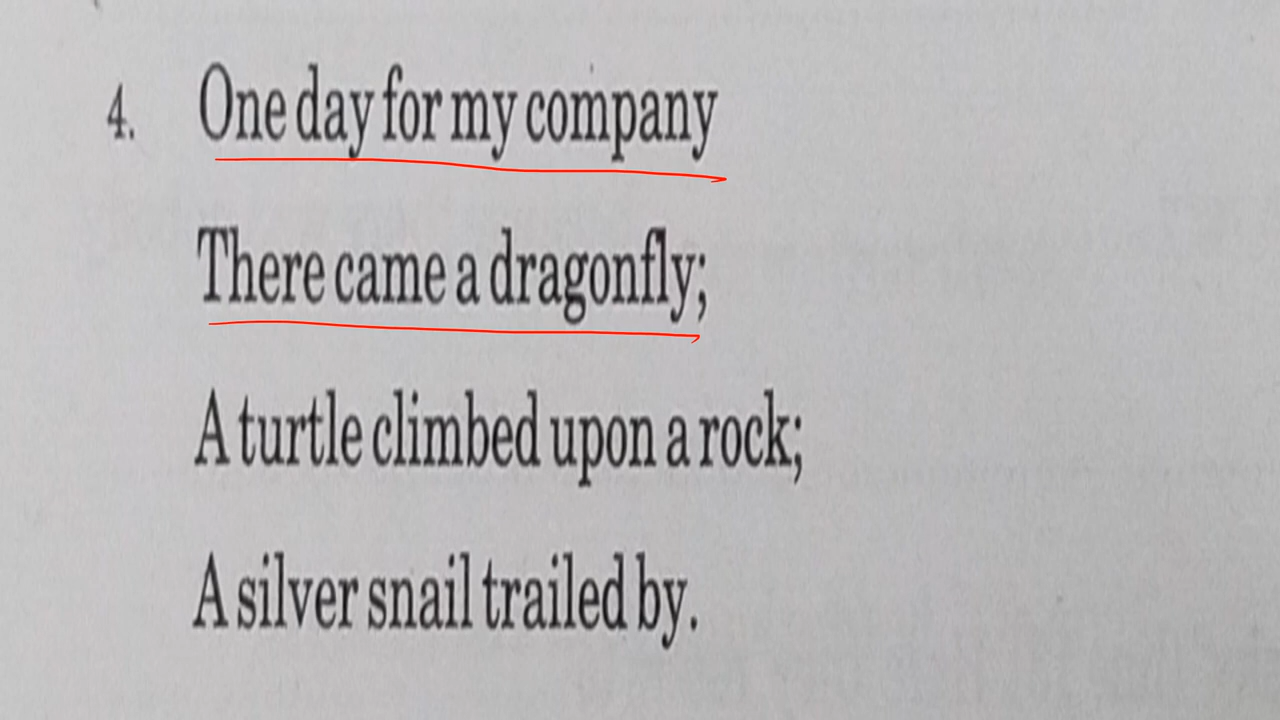 4. One day for my company
There came a dragonfly;
A turtle climbed upon a rock;
A silver snail trailed by.